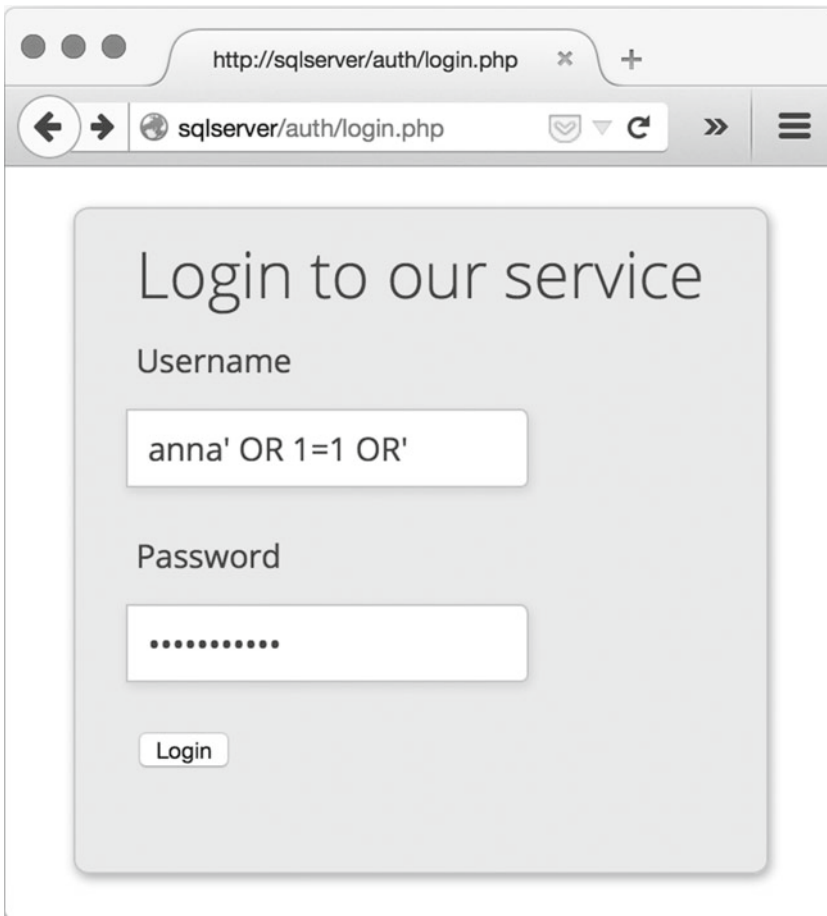 http://sqlserver/auth/login.php
sqlserver/auth/login.php
Login to our service
Username
anna' OR 1=1 OR'
Password
•••••••••••
Login